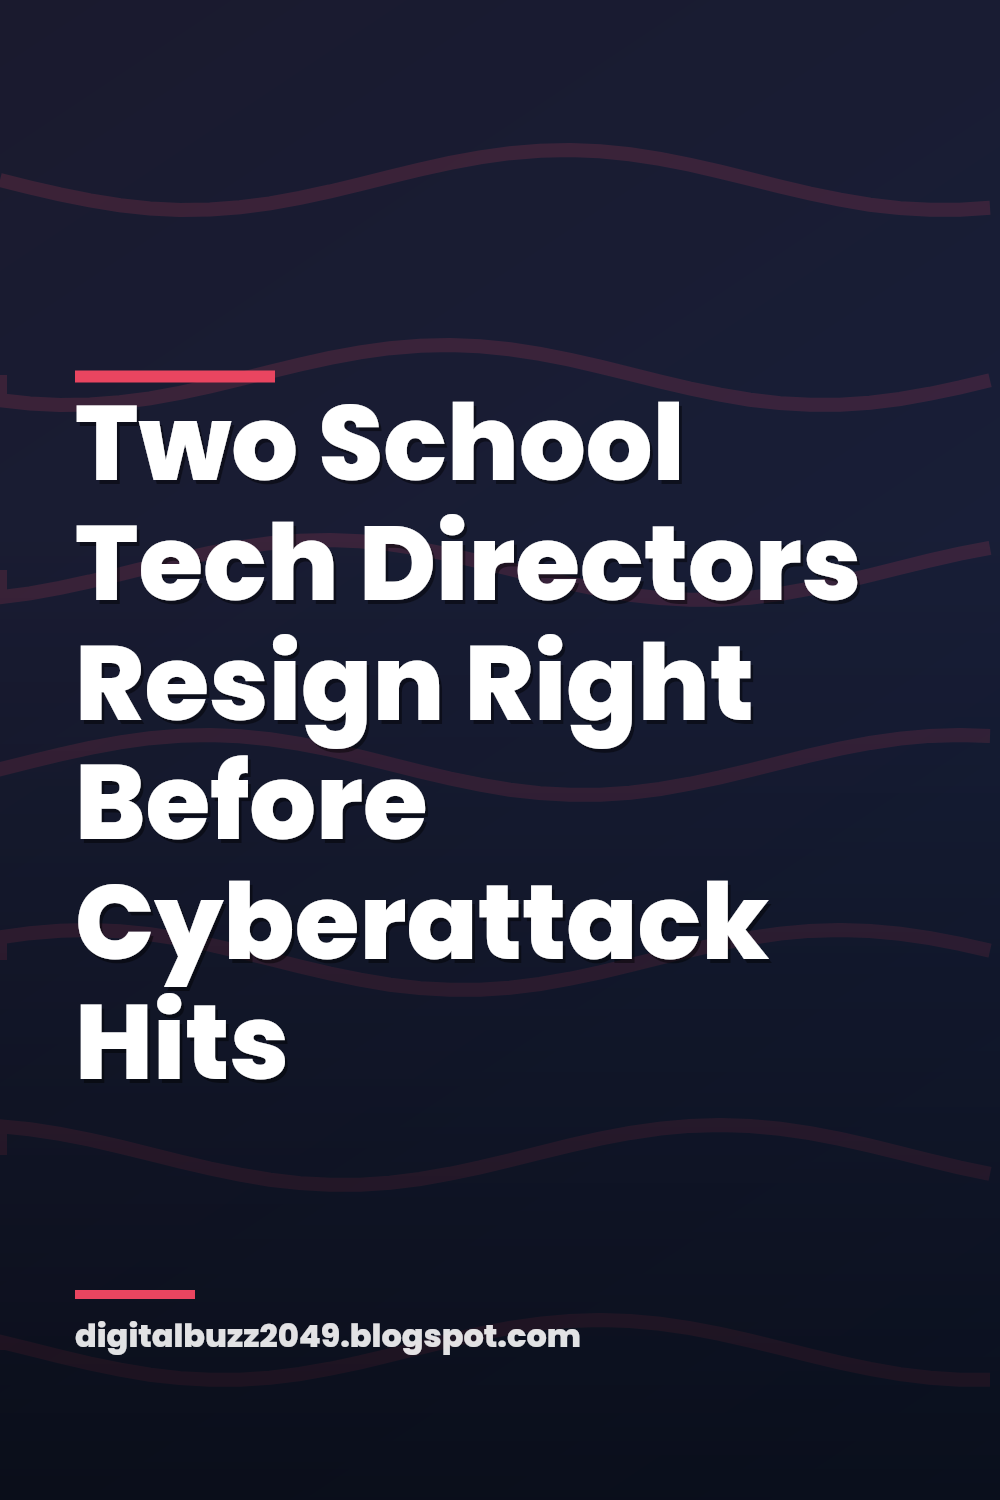 Two School
Tech Directors
Resign Right
Before
Cyberattack
Hits
digitalbuzz2049.blogspot.com